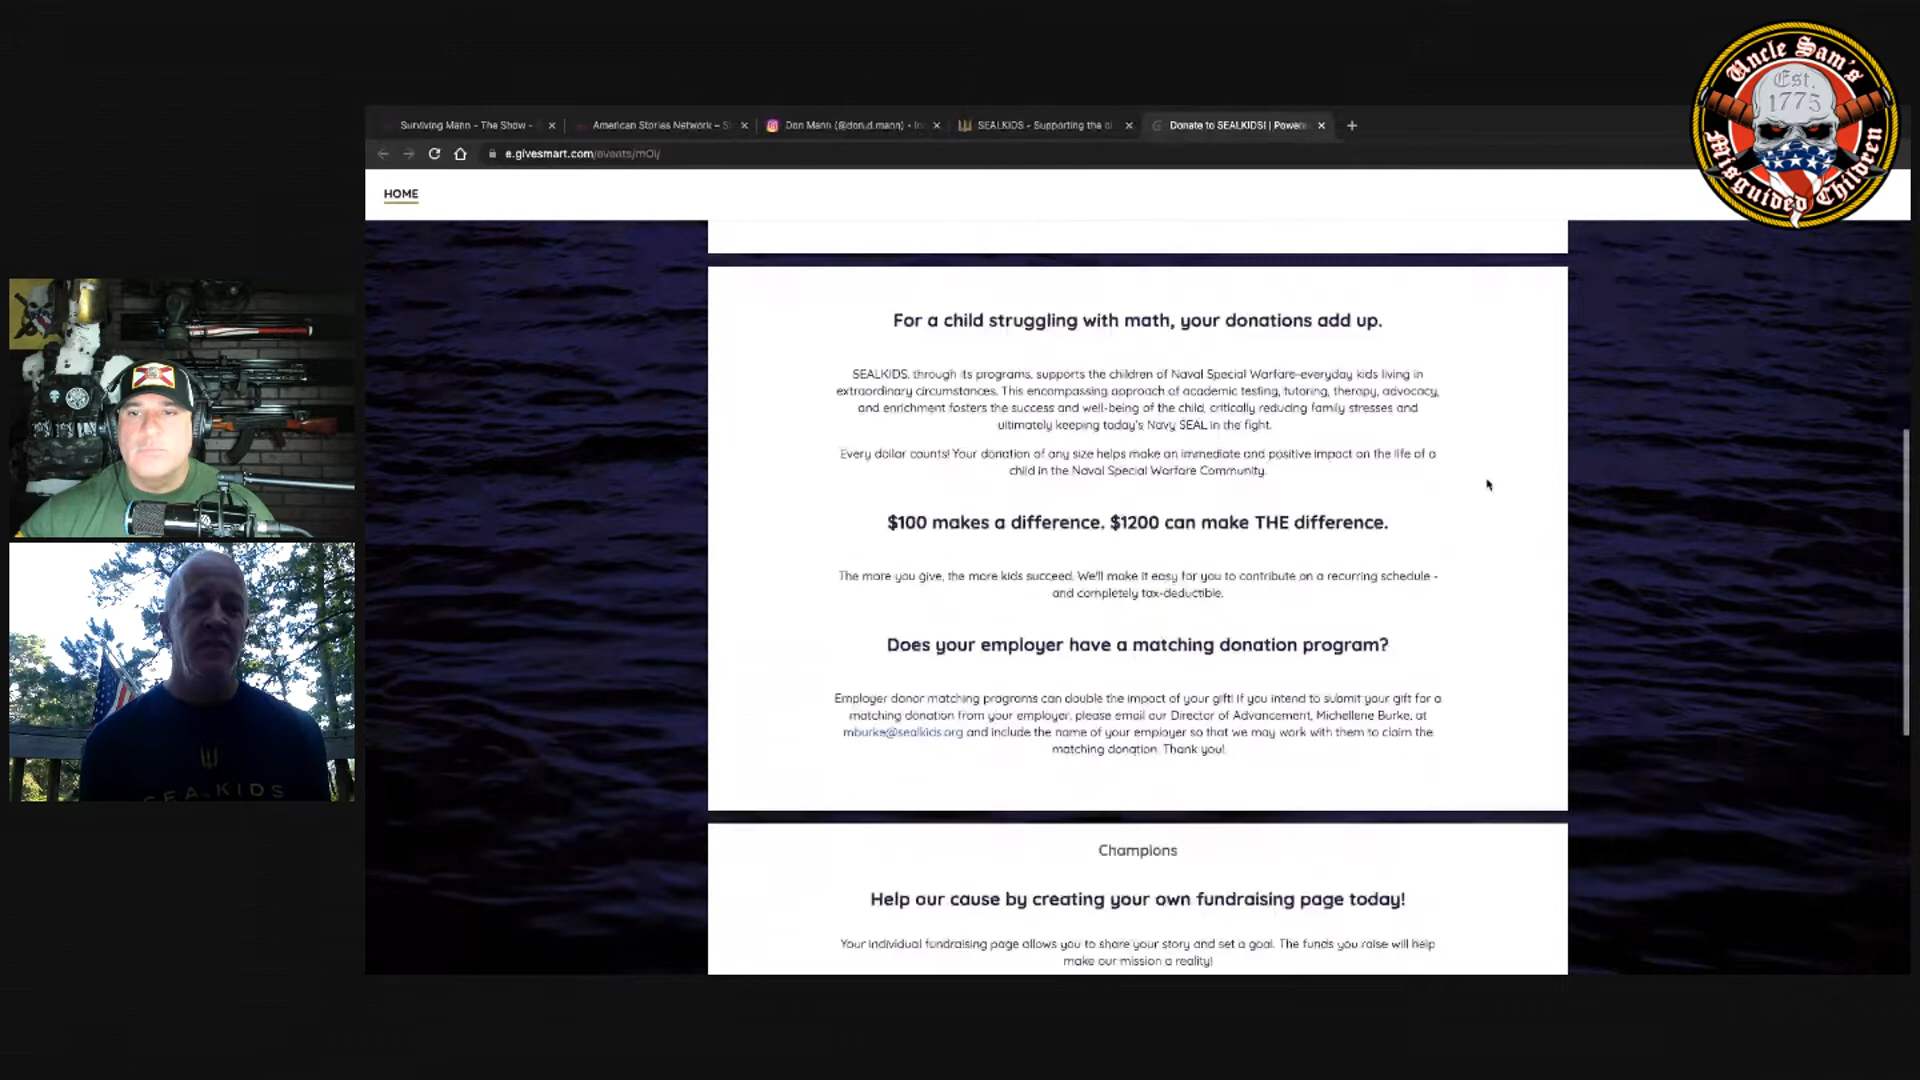 Uncle Sam's
Est.
1775
Misguided Children
Surviving Mann - The Show -
American Stories Network -
Don Mann (@don.d.mann) -
SEALKIDS - Supporting the
Donate to SEALKIDS! | Power
e.givesmart.com/events/mOi/
HOME
For a child struggling with math, your donations add up.
SEALKIDS, through its programs, supports the children of Naval Special Warfare-everyday kids living in
extraordinary circumstances. This encompassing approach of academic testing, tutoring, therapy, advocacy,
and enrichment fosters the success and well-being of the child, critically reducing family stresses and
ultimately keeping today's Navy SEAL in the fight.
Every dollar counts! Your donation of any size helps make an immediate and positive impact on the life of a
child in the Naval Special Warfare Community.
$100 makes a difference. $1200 can make THE difference.
The more you give, the more kids succeed. We'll make it easy for you to contribute on a recurring schedule -
and completely tax-deductible.
Does your employer have a matching donation program?
Employer donor matching programs can double the impact of your gift! If you intend to submit your gift for a
matching donation from your employer, please email our Director of Advancement, Michellene Burke, at
mburke@sealkids.org and include the name of your employer so that we may work with them to claim the
matching donation. Thank you!
Champions
Help our cause by creating your own fundraising page today!
Your individual fundraising page allows you to share your story and set a goal. The funds you raise will help
make our mission a reality!
SEALKIDS